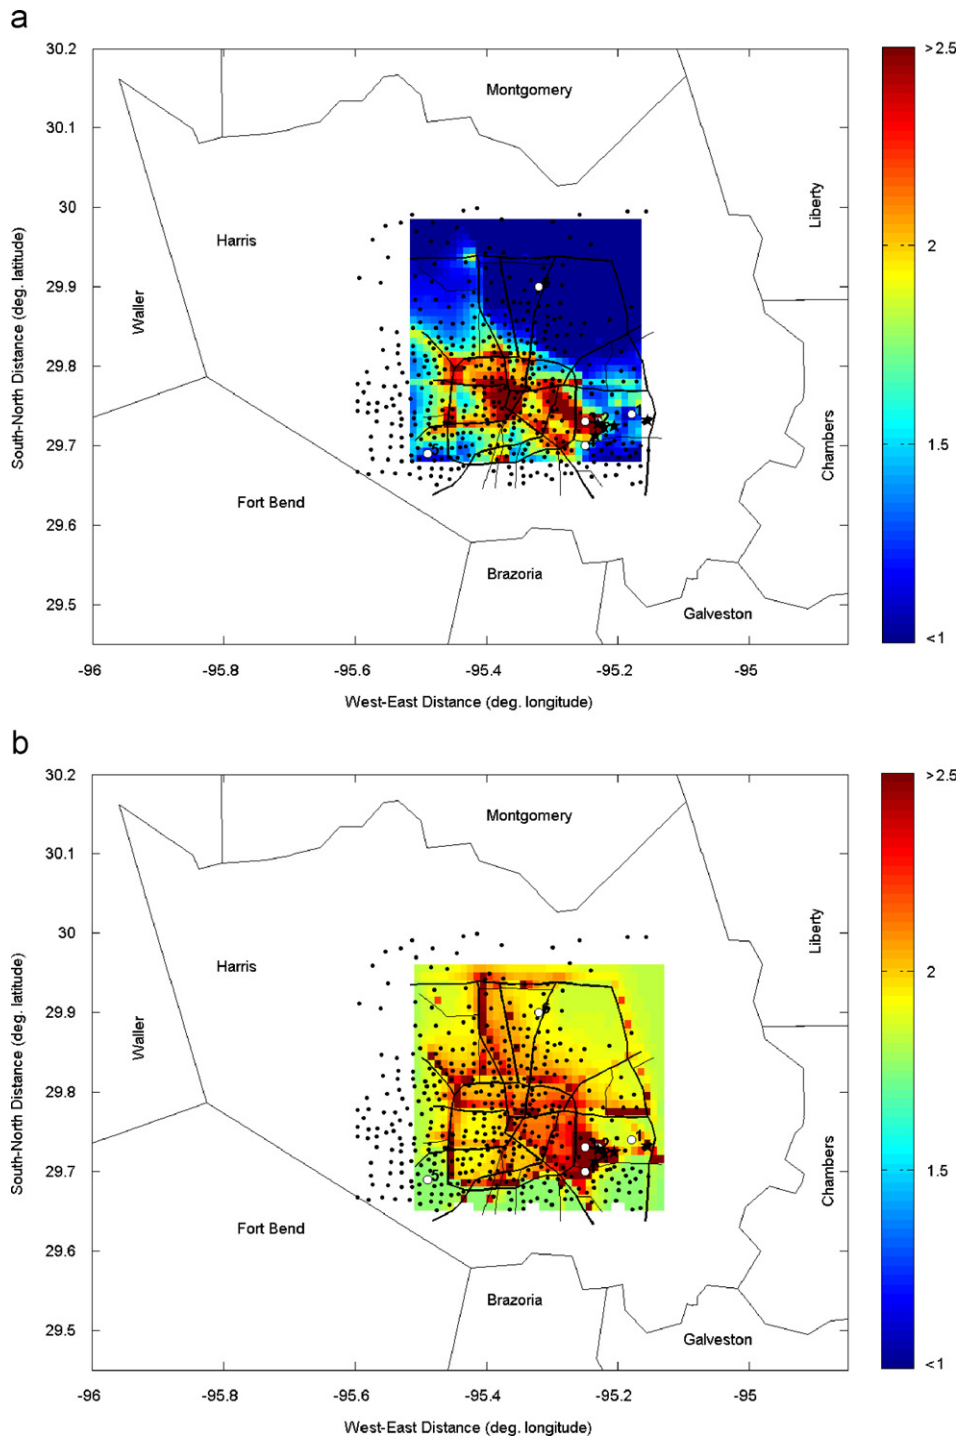 a
30.2
30.1
30
29.9
29.8
29.7
29.6
29.5
South-North Distance (deg. latitude)
Montgomery
Harris
Liberty
Waller
Fort Bend
Chambers
Brazoria
Galveston
5
-96
-95.8
-95.6
-95.4
-95.2
-95
West-East Distance (deg. longitude)
>2.5
2
1.5
<1
b
30.2
30.1
30
29.9
29.8
29.7
29.6
29.5
South-North Distance (deg. latitude)
Montgomery
Harris
Liberty
Waller
Fort Bend
Chambers
Brazoria
Galveston
6
1
2
5
-96
-95.8
-95.6
-95.4
-95.2
-95
West-East Distance (deg. longitude)
>2.5
2
1.5
<1